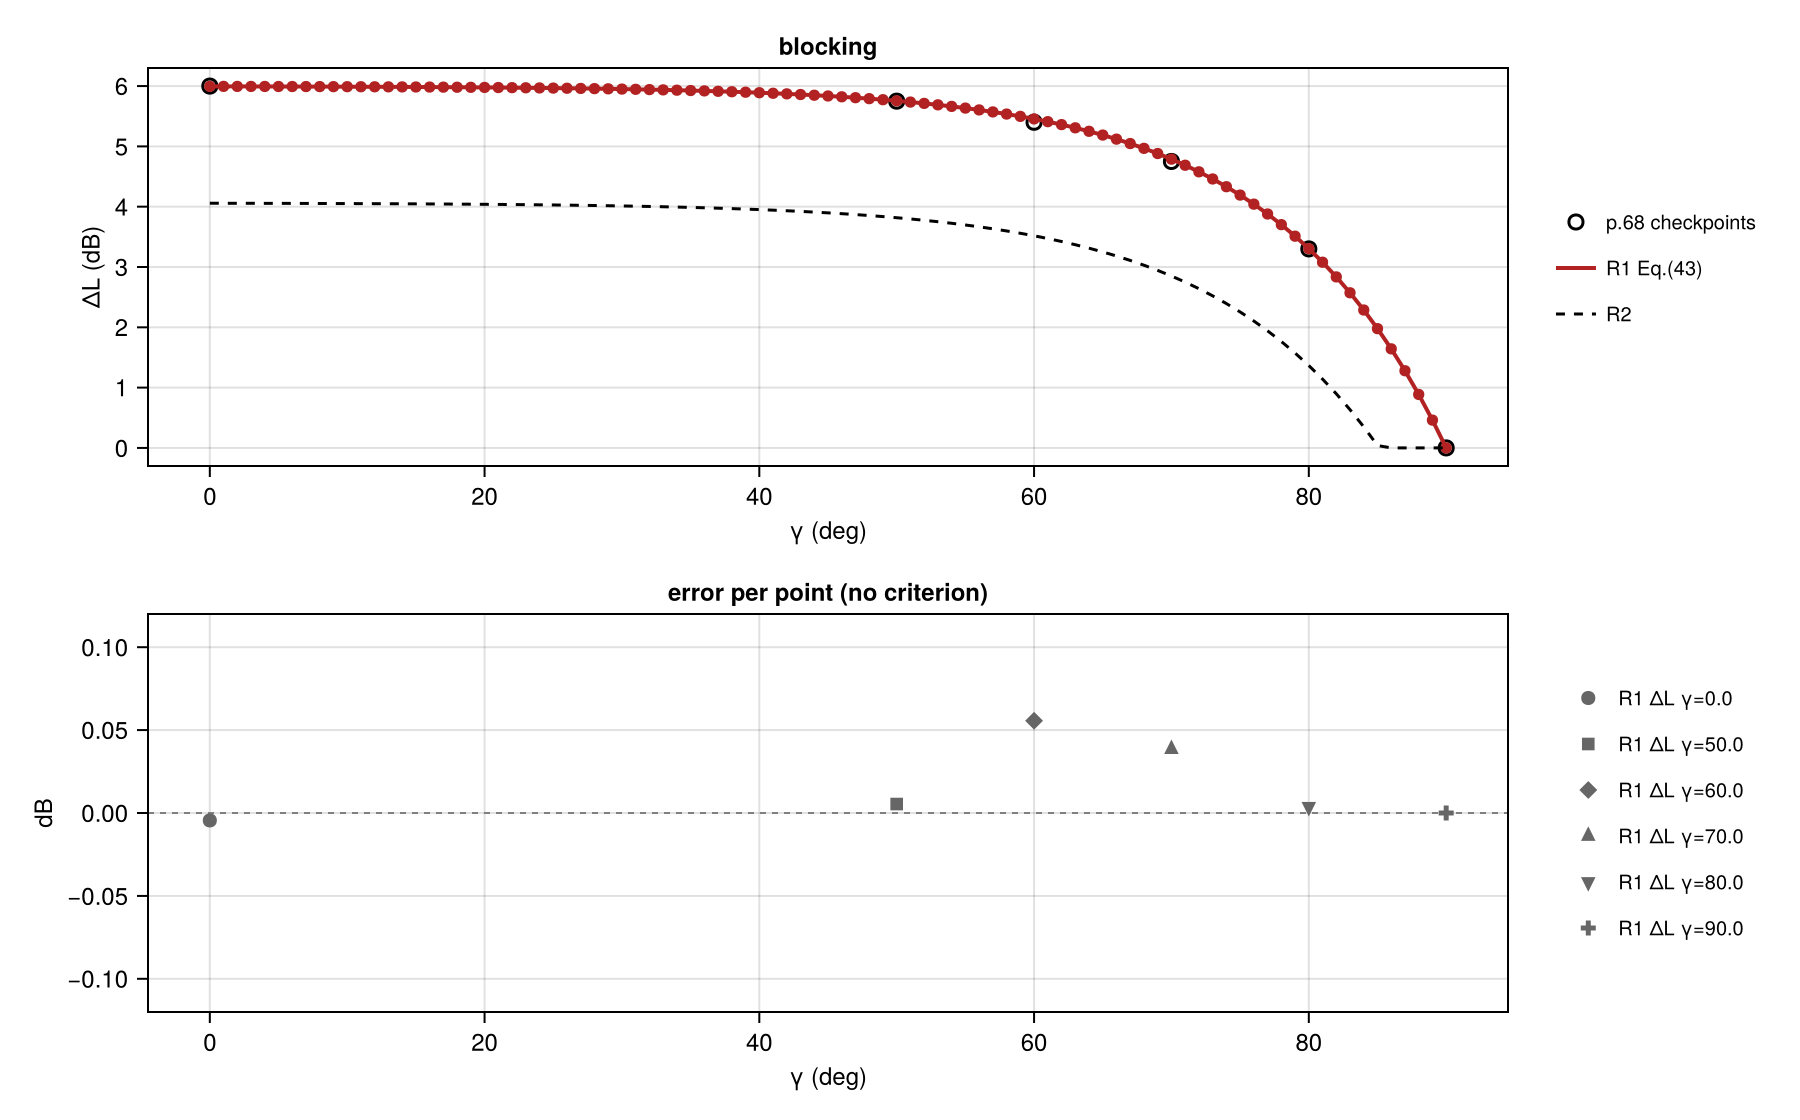 blocking
6
5
4
3
2
1
0
ΔL (dB)
0 20 40 60 80
γ (deg)
p.68 checkpoints
R1 Eq.(43)
R2
error per point (no criterion)
0.10
0.05
0.00
−0.05
−0.10
dB
0 20 40 60 80
γ (deg)
R1 ΔL γ=0.0
R1 ΔL γ=50.0
R1 ΔL γ=60.0
R1 ΔL γ=70.0
R1 ΔL γ=80.0
R1 ΔL γ=90.0